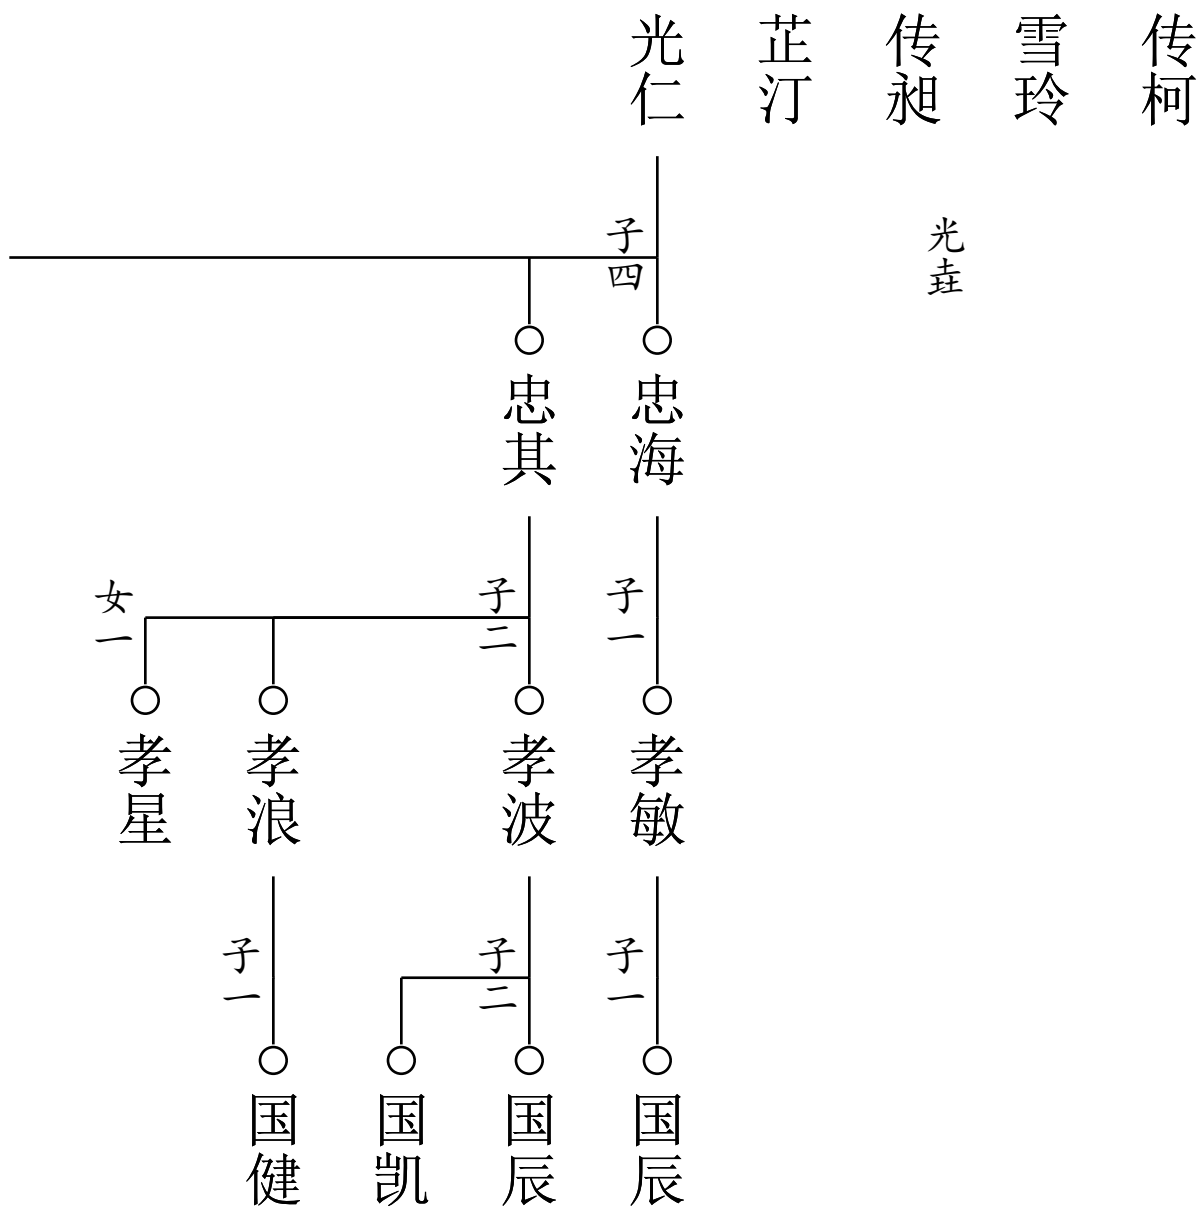 传柯
雪玲
传昶
芷汀
光仁
光垚
子四
忠海
忠其
子一
子二
女一
孝敏
孝波
孝浪
孝星
子一
子二
子一
国辰
国辰
国凯
国健